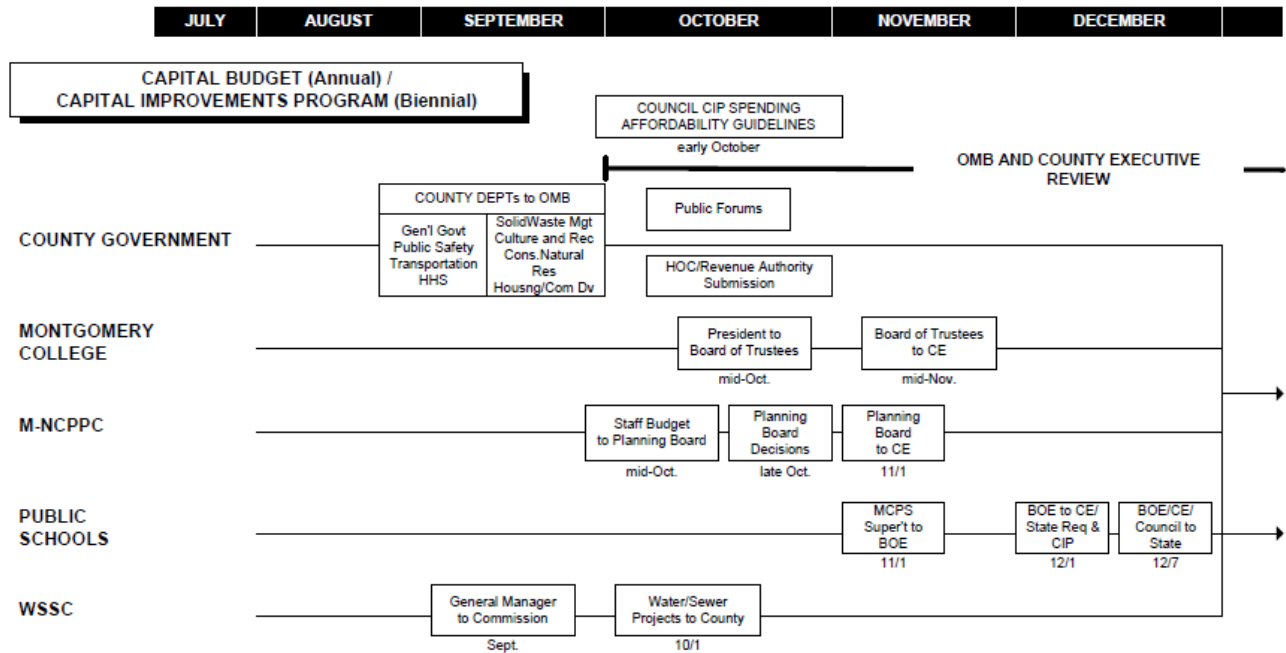 JULY AUGUST SEPTEMBER OCTOBER NOVEMBER DECEMBER
CAPITAL BUDGET (Annual) /
CAPITAL IMPROVEMENTS PROGRAM (Biennial)
COUNCIL CIP SPENDING
AFFORDABILITY GUIDELINES
early October
OMB AND COUNTY EXECUTIVE
REVIEW
COUNTY GOVERNMENT
COUNTY DEPTs to OMB
Gen'l Govt
Public Safety
Transportation
HHS
SolidWaste Mgt
Culture and Rec
Cons.Natural
Res
Housng/Com Dv
Public Forums
HOC/Revenue Authority
Submission
MONTGOMERY
COLLEGE
President to
Board of Trustees
mid-Oct.
Board of Trustees
to CE
mid-Nov.
M-NCPPC
Staff Budget
to Planning Board
mid-Oct.
Planning
Board
Decisions
late Oct.
Planning
Board
to CE
11/1
PUBLIC
SCHOOLS
MCPS
Super't to
BOE
11/1
BOE to CE/
State Req &
CIP
12/1
BOE/CE/
Council to
State
12/7
WSSC
General Manager
to Commission
Sept.
Water/Sewer
Projects to County
10/1